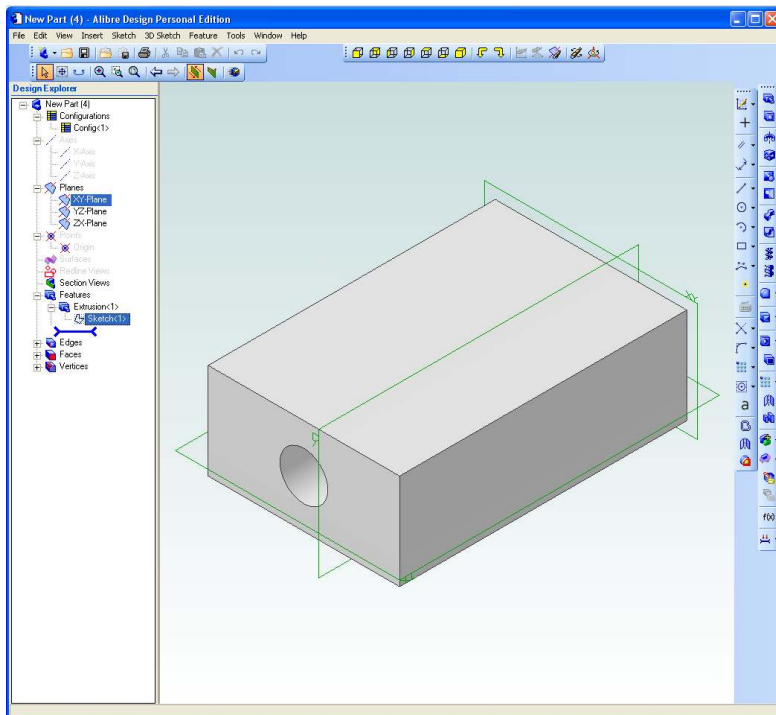 New Part (4) - Alibre Design Personal Edition
File Edit View Insert Sketch 3D Sketch Feature Tools Window Help
Design Explorer
New Part (4)
Configurations
Config<1>
Axes
X-Axis
Y-Axis
Z-Axis
Planes
XY-Plane
YZ-Plane
ZX-Plane
Points
Origin
Surfaces
Redline Views
Section Views
Features
Extrusion<1>
Sketch<1>
Edges
Faces
Vertices
a
f(x)